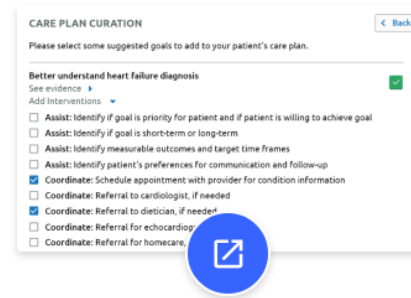 CARE PLAN CURATION
Back
Please select some suggested goals to add to your patient's care plan.
Better understand heart failure diagnosis
See evidence
Add Interventions
Assist: Identify if goal is priority for patient and if patient is willing to achieve goal
Assist: Identify if goal is short-term or long-term
Assist: Identify measurable outcomes and target time frames
Assist: Identify patient's preferences for communication and follow-up
Coordinate: Schedule appointment with provider for condition information
Coordinate: Referral to cardiologist, if needed
Coordinate: Referral to dietician, if needed
Coordinate: Referral for
Coordinate: Referral for homecare,